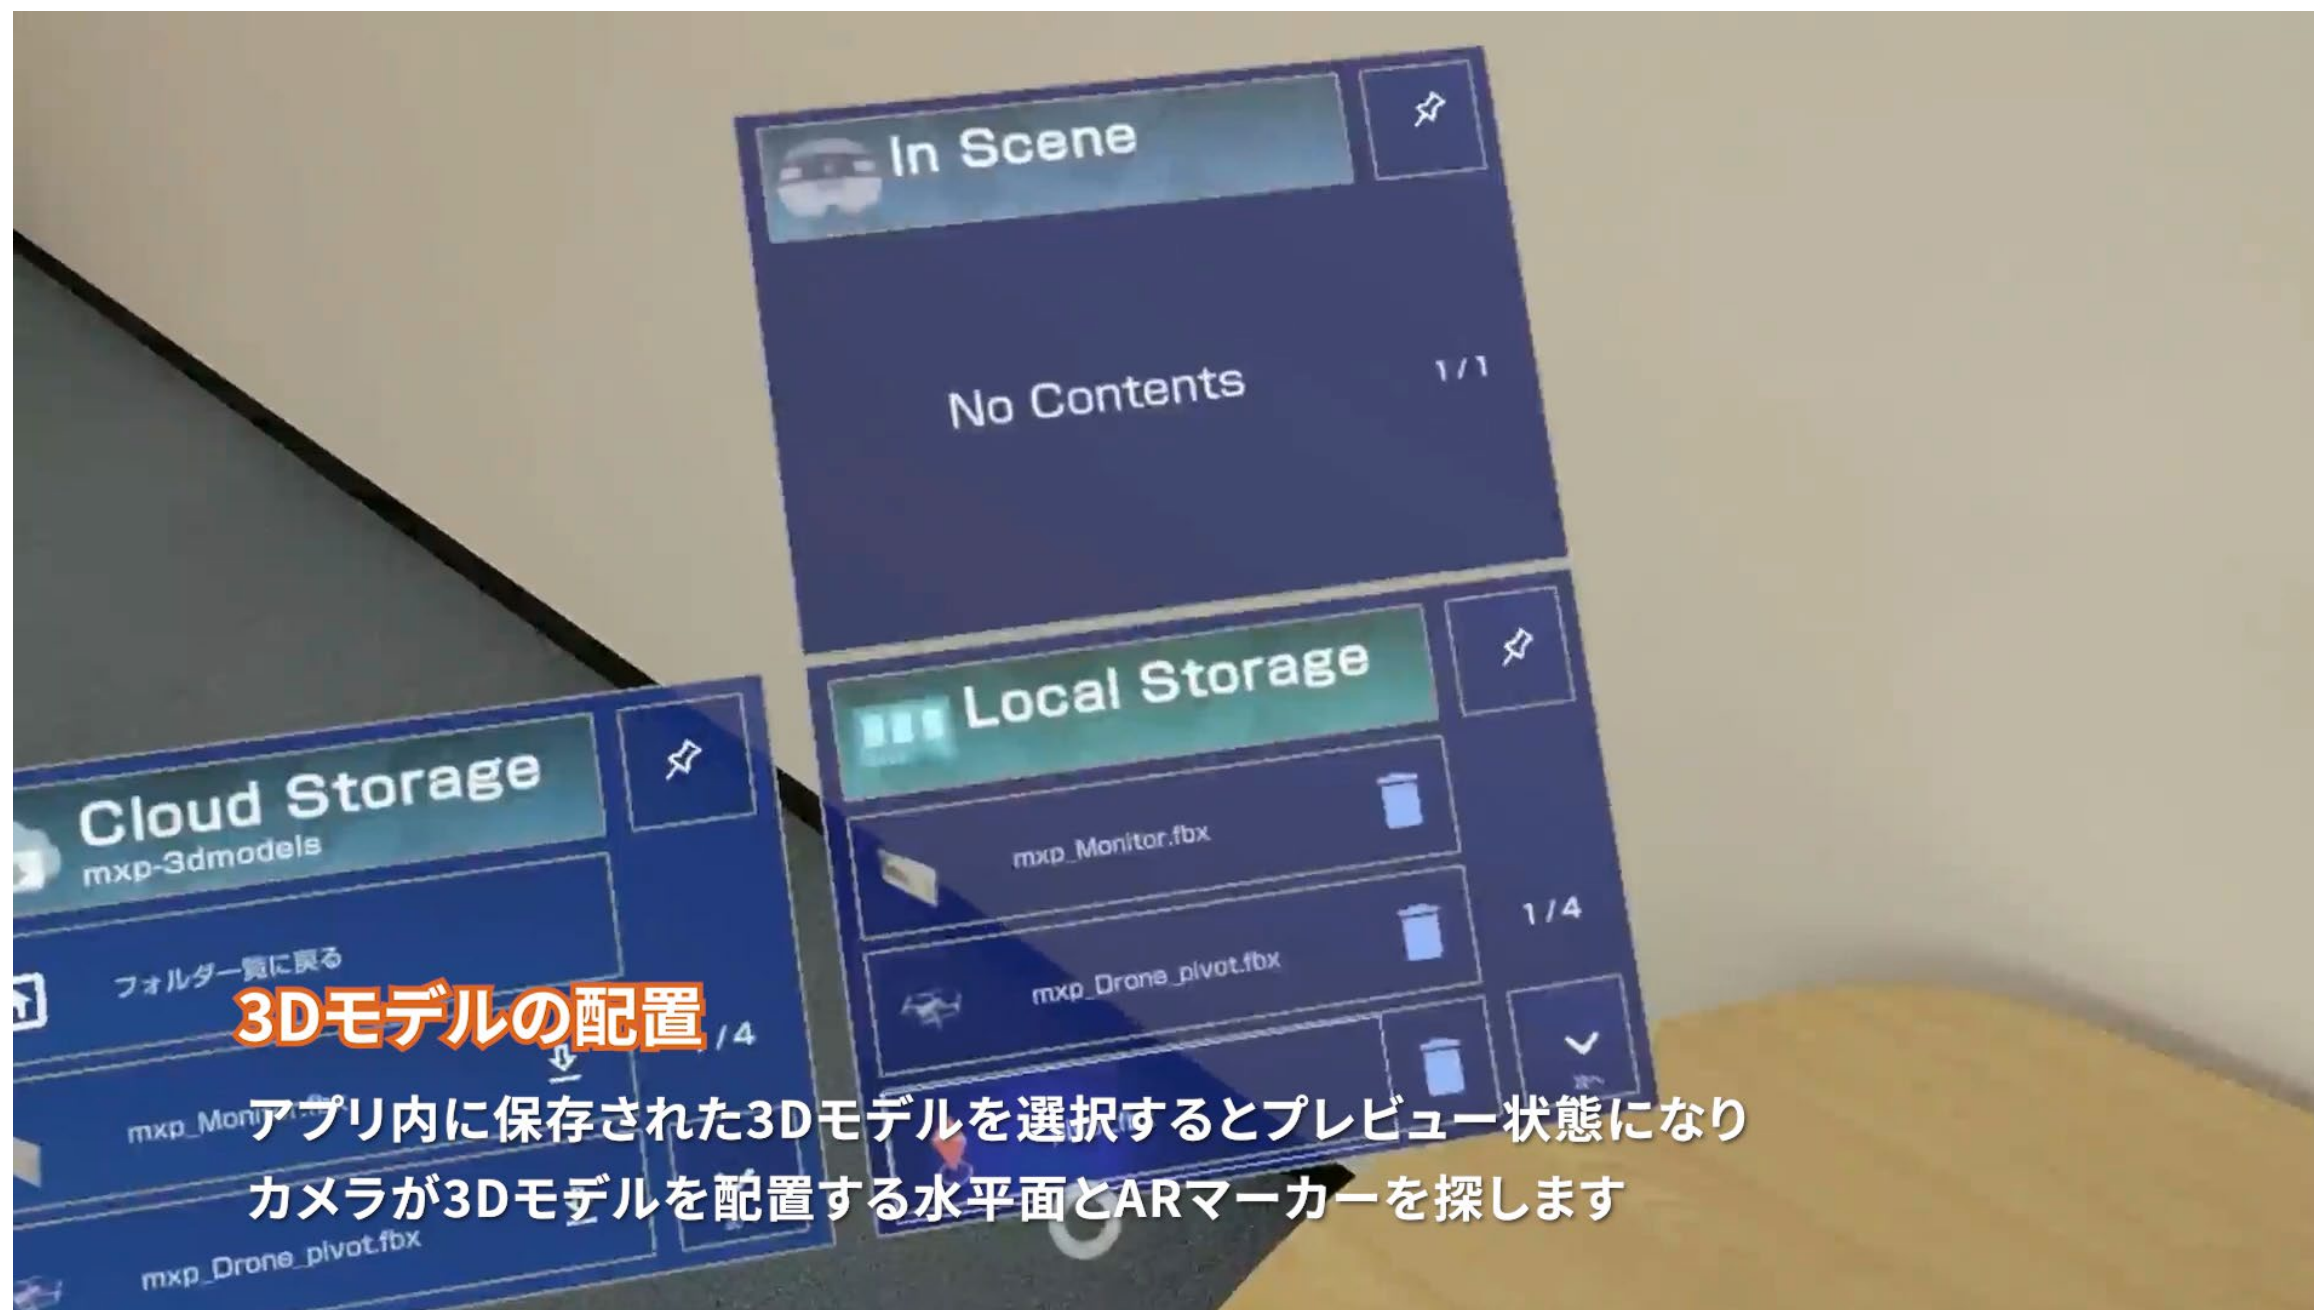 In Scene
No Contents
1/1
Local Storage
mxp_Monitor.fbx
mxp_Drone_pivot.fbx
1/4
次へ
Cloud Storage
mxp-3dmodels
フォルダ一覧に戻る
/4
mxp_Drone_pivot.fbx
3Dモデルの配置
アプリ内に保存された3Dモデルを選択するとプレビュー状態になり
カメラが3Dモデルを配置する水平面とARマーカーを探します